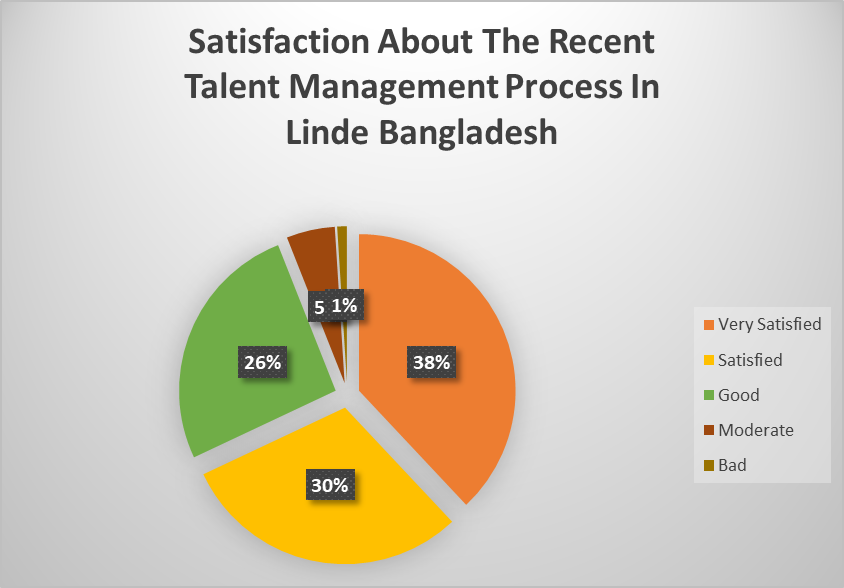 Satisfaction About The Recent
Talent Management Process In
Linde Bangladesh
5
1%
26%
38%
30%
Very Satisfied
Satisfied
Good
Moderate
Bad